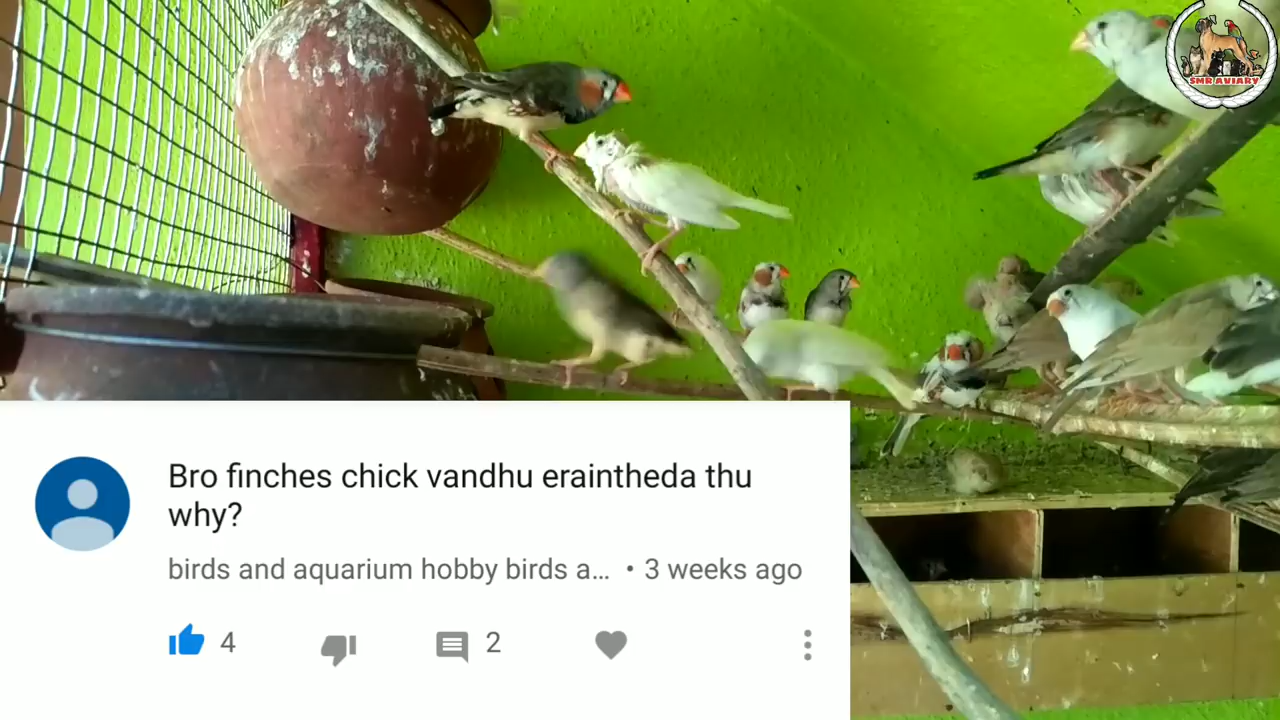 SMR AVIARY
Bro finches chick vandhu eraintheda thu
why?
birds and aquarium hobby birds a... • 3 weeks ago
4
2